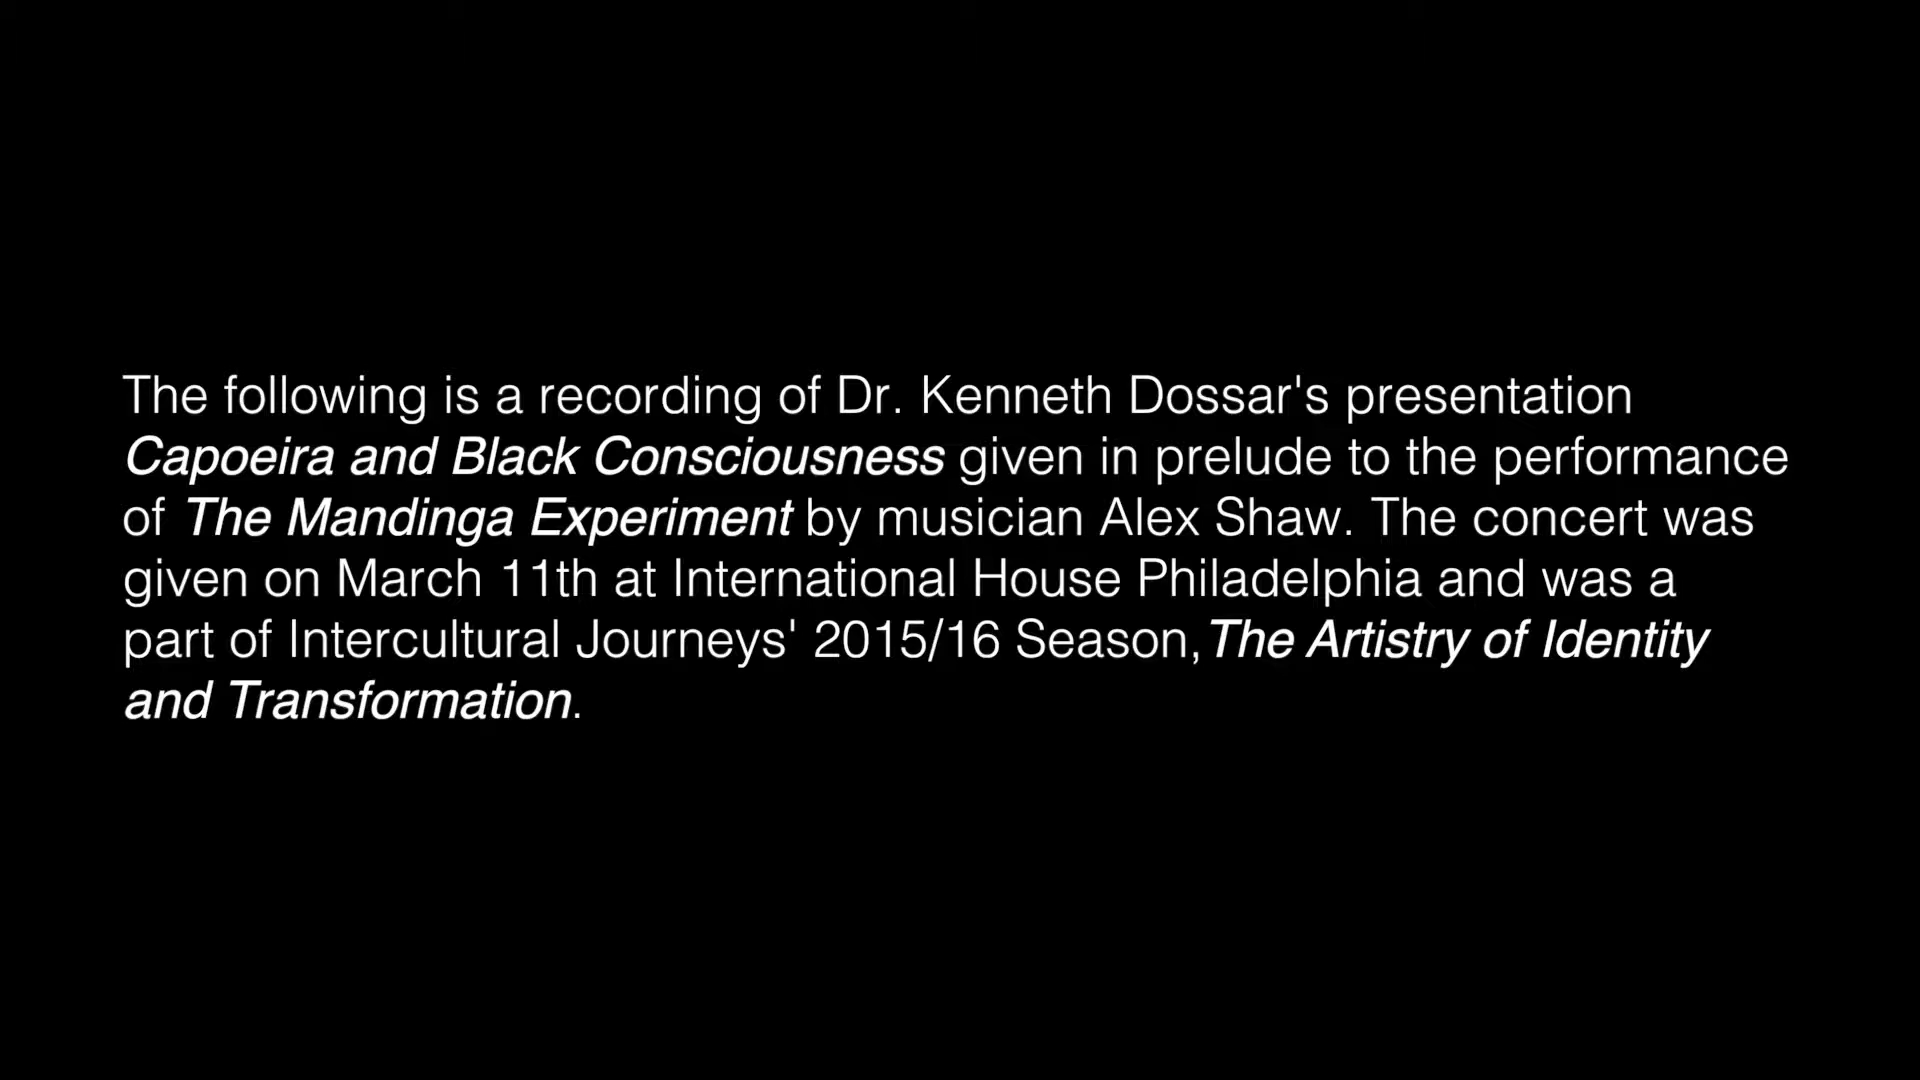 The following is a recording of Dr. Kenneth Dossar's presentation
Capoeira and Black Consciousness given in prelude to the performance
of The Mandinga Experiment by musician Alex Shaw. The concert was
given on March 11th at International House Philadelphia and was a
part of Intercultural Journeys' 2015/16 Season,The Artistry of Identity
and Transformation.